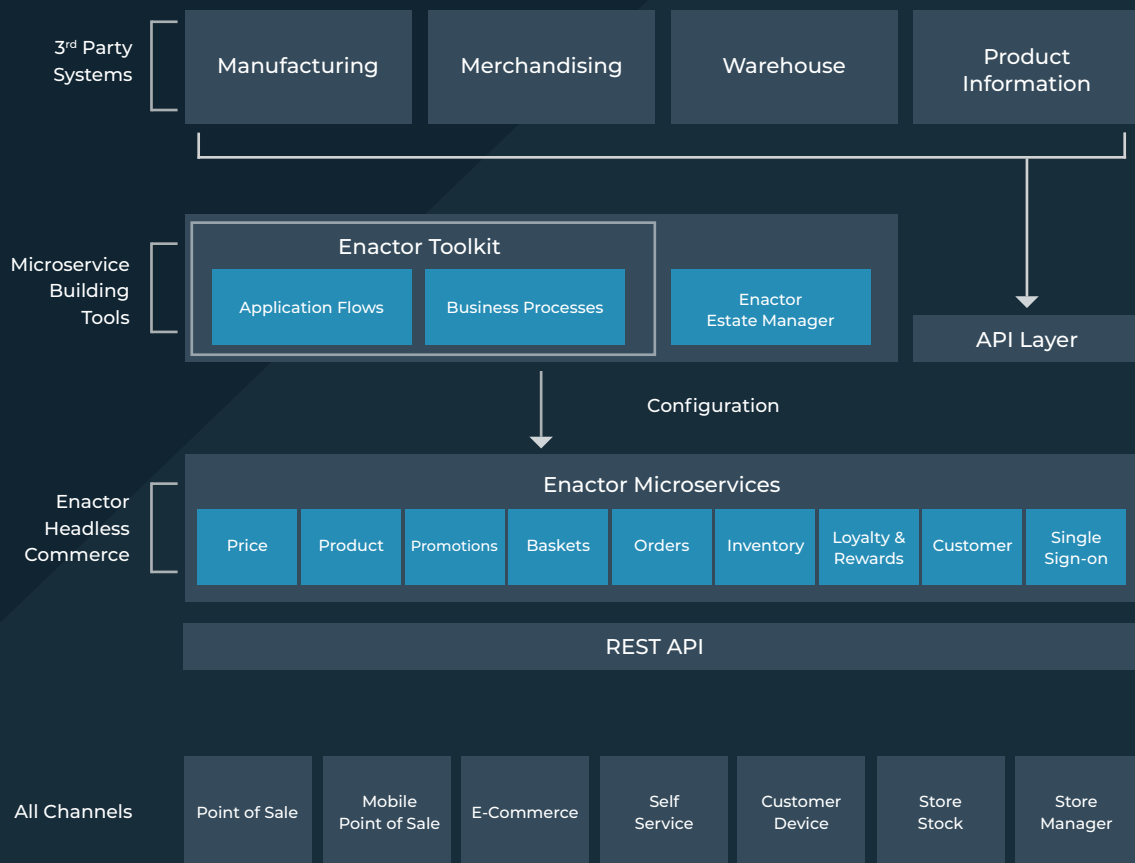 3rd Party
Systems
Manufacturing
Merchandising
Warehouse
Product
Information
Microservice
Building
Tools
Enactor Toolkit
Application Flows
Business Processes
Enactor
Estate Manager
API Layer
Configuration
Enactor
Headless
Commerce
Enactor Microservices
Price
Product
Promotions
Baskets
Orders
Inventory
Loyalty &
Rewards
Customer
Single
Sign-on
REST API
All Channels
Point of Sale
Mobile
Point of Sale
E-Commerce
Self
Service
Customer
Device
Store
Stock
Store
Manager